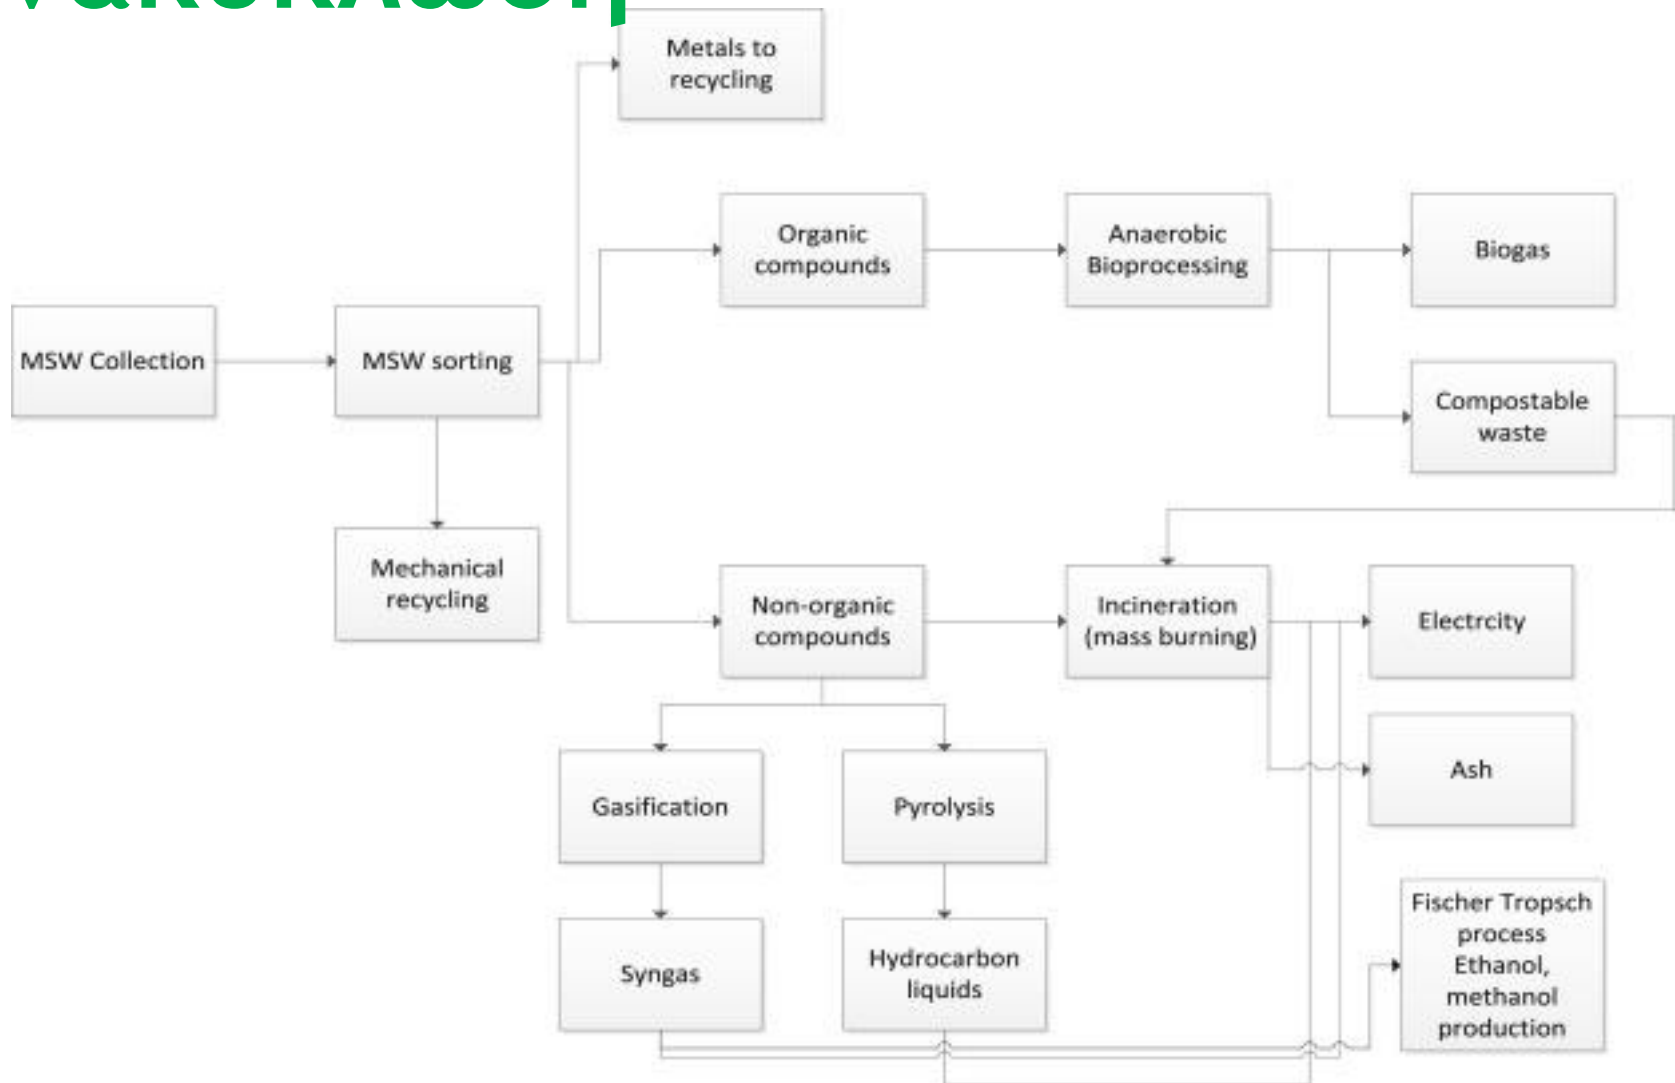 Metals to
recycling
Organic
compounds
Anaerobic
Bioprocessing
Biogas
MSW Collection
MSW sorting
Compostable
waste
Mechanical
recycling
Non-organic
compounds
Incineration
(mass burning)
Electrcity
Gasification
Pyrolysis
Ash
Syngas
Hydrocarbon
liquids
Fischer Tropsch
process
Ethanol,
methanol
production